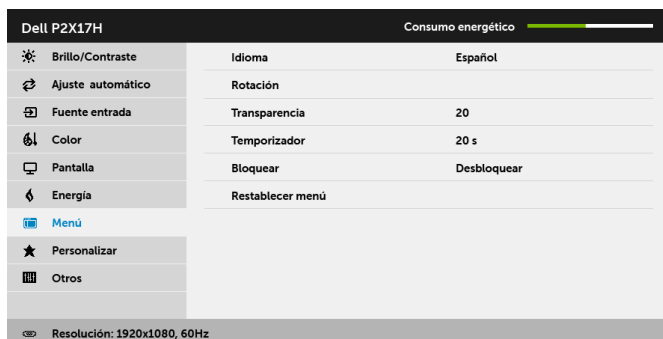 Dell P2X17H Consumo energético
Brillo/Contraste
Ajuste automático
Fuente entrada
Color
Pantalla
Energía
Menú
Personalizar
Otros
Idioma Español
Rotación
Transparencia 20
Temporizador 20 s
Bloquear Desbloquear
Restablecer menú
Resolución: 1920x1080, 60Hz